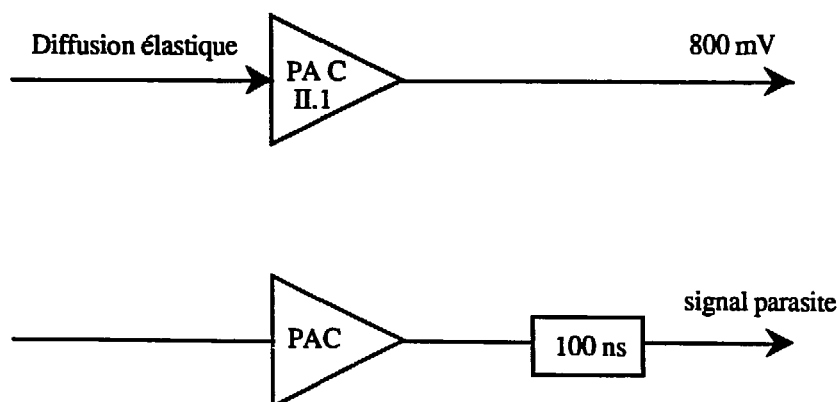 Diffusion élastique
800 mV
PA C
II.1
signal parasite
PAC
100 ns